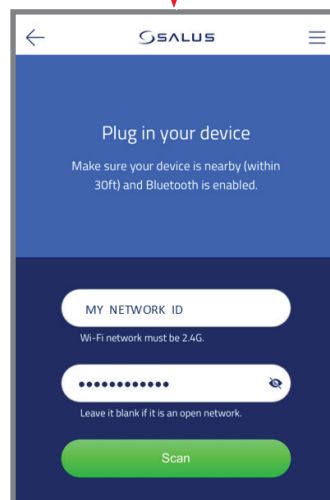 SALUS
Plug in your device
Make sure your device is nearby (within
30ft) and Bluetooth is enabled.
MY NETWORK ID
Wi-Fi network must be 2.4G.
••••••••••••
Leave it blank if it is an open network.
Scan